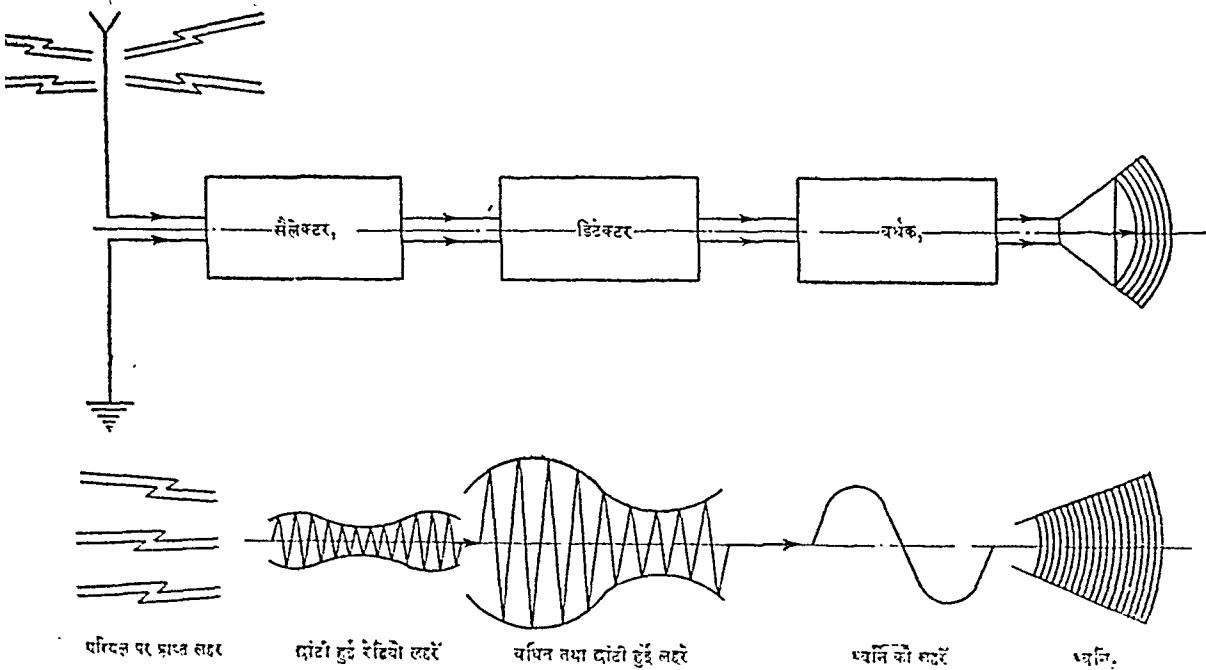 सैलेक्टर,
डिटेक्टर
वर्धक,
एरियल पर प्राप्त लहर
छांटी हुई रेडियो लहरें
वर्धित तथा छांटी हुई लहरें
ध्वनि की लहरें
ध्वनि,